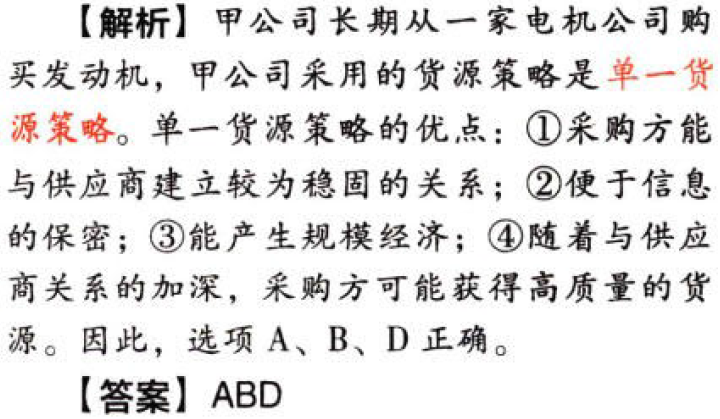 【解析】甲公司长期从一家电机公司购
买发动机，甲公司采用的货源策略是单一货
源策略。单一货源策略的优点：①采购方能
与供应商建立较为稳固的关系；②便于信息
的保密；③能产生规模经济；④随着与供应
商关系的加深，采购方可能获得高质量的货
源。因此，选项 A、B、D 正确。
【答案】ABD